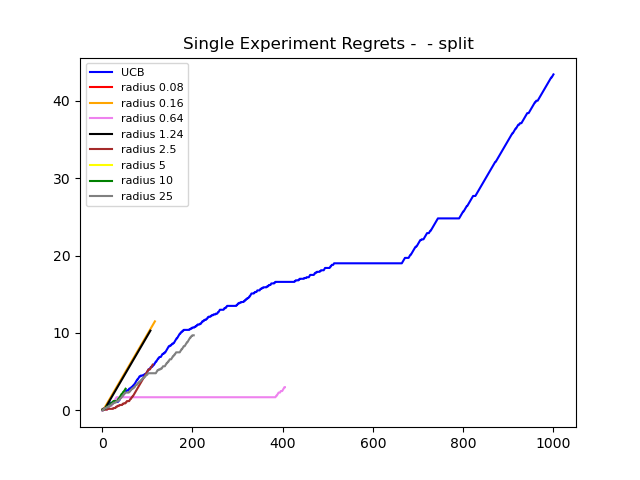 Single Experiment Regrets -  - split
UCB
radius 0.08
radius 0.16
radius 0.64
radius 1.24
radius 2.5
radius 5
radius 10
radius 25
40
30
20
10
0
0 200 400 600 800 1000